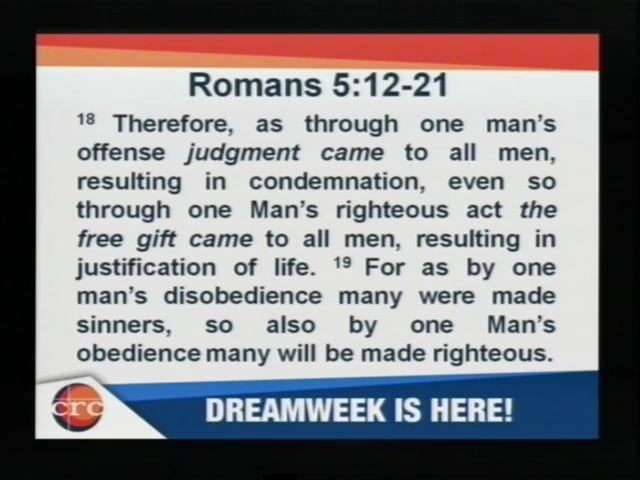 Romans 5:12-21
18 Therefore, as through one man's
offense judgment came to all men,
resulting in condemnation, even so
through one Man's righteous act the
free gift came to all men, resulting in
justification of life. 19 For as by one
man's disobedience many were made
sinners, so also by one Man's
obedience many will be made righteous.
crc
DREAMWEEK IS HERE!